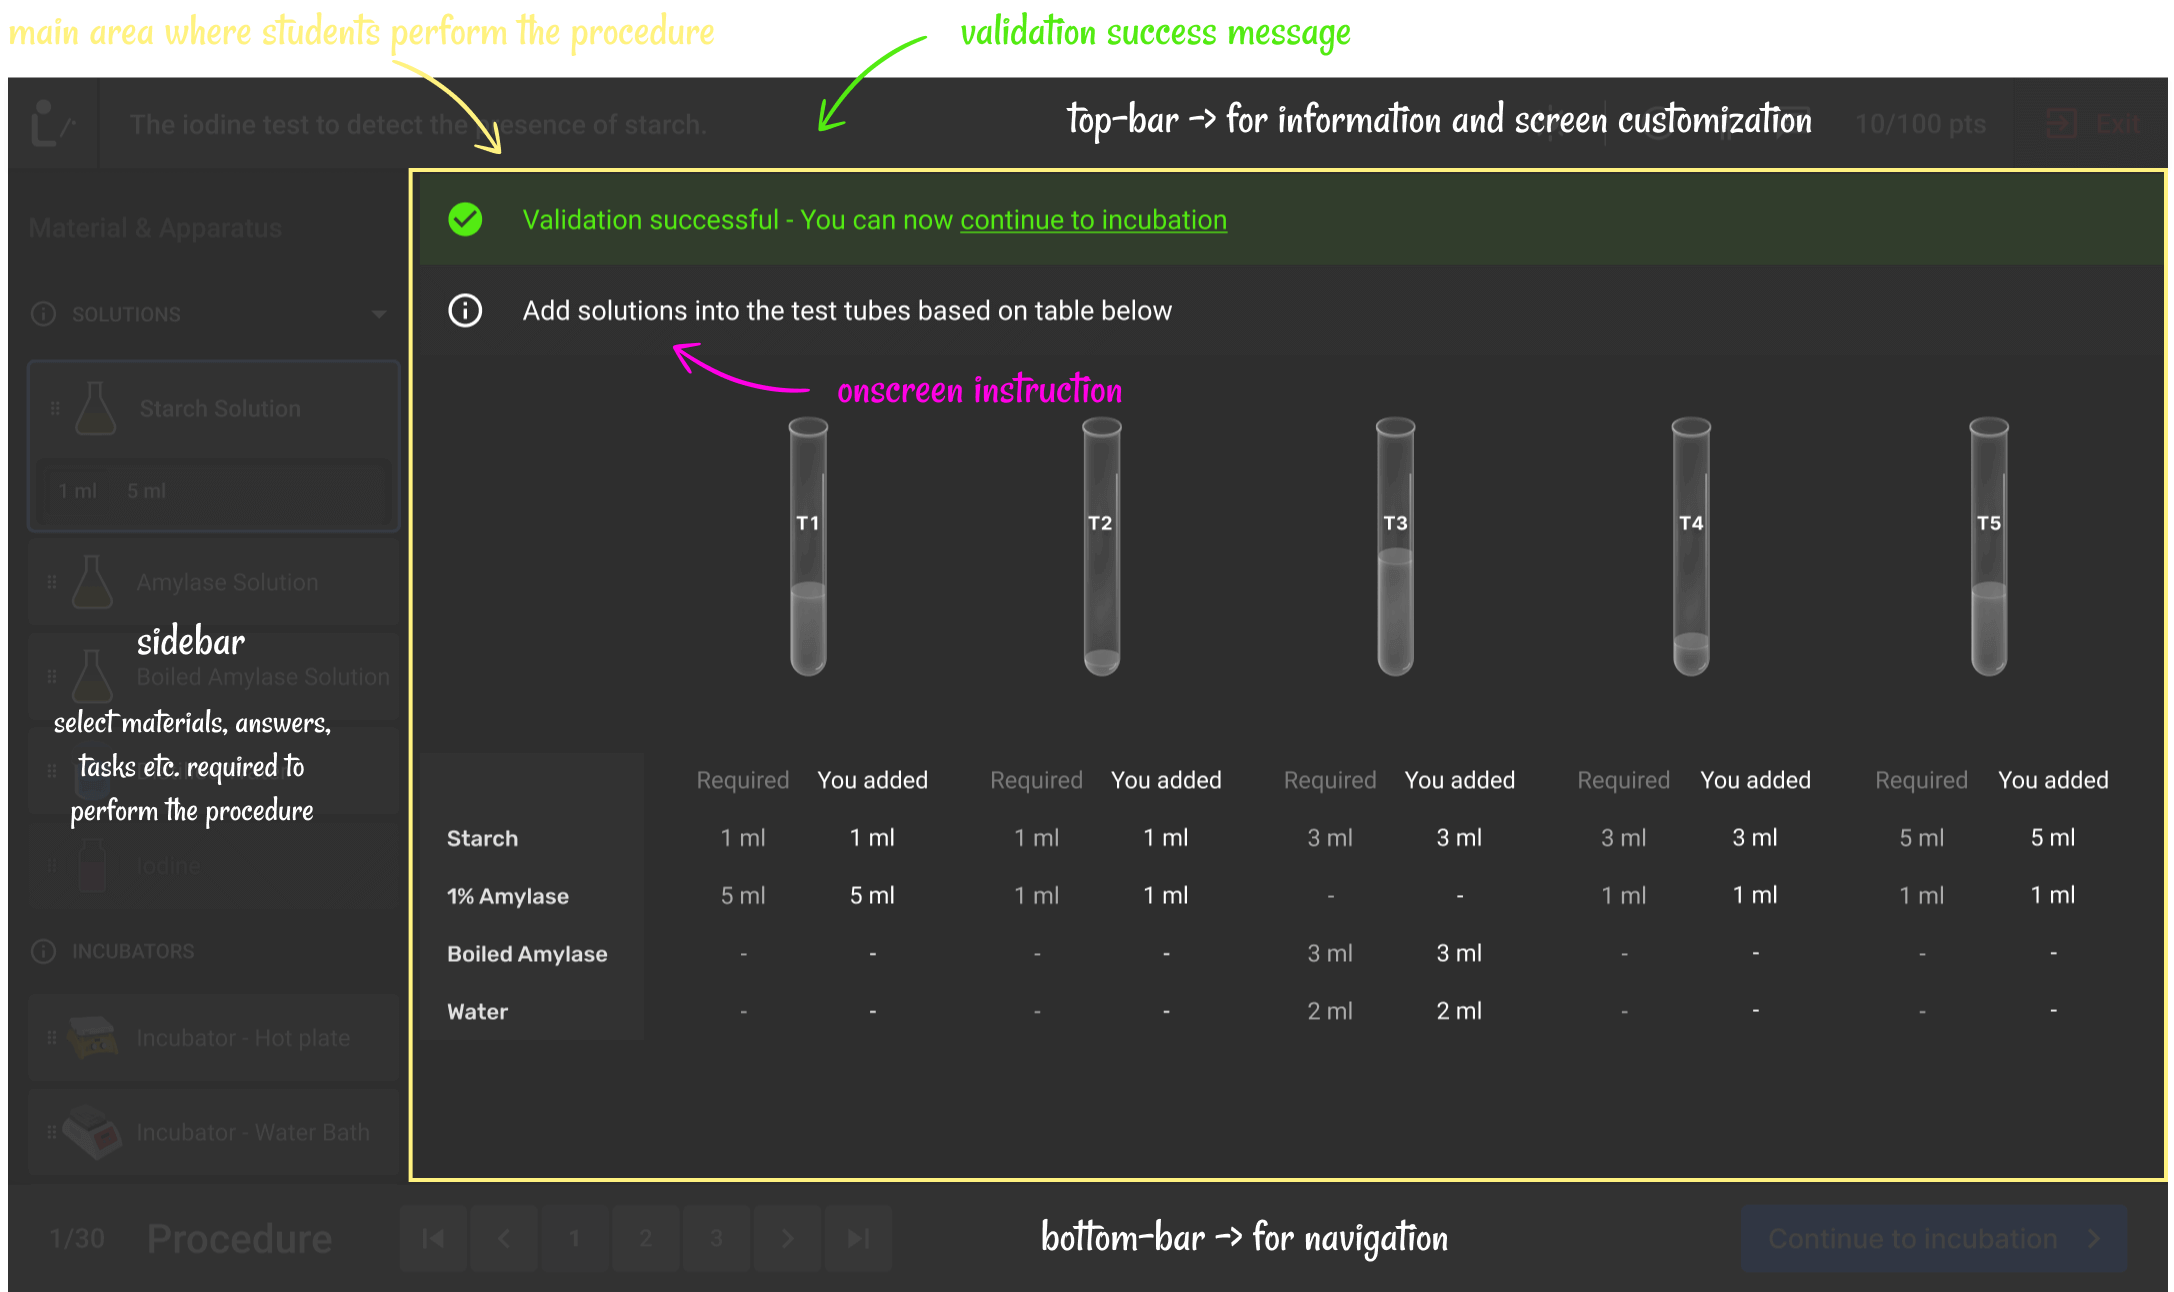 main area where students perform the procedure
validation success message
The iodine test to detect the presence of starch.
top-bar -> for information and screen customization
10/100 pts
Exit
Material & Apparatus
Validation successful - You can now continue to incubation
SOLUTIONS
Add solutions into the test tubes based on table below
onscreen instruction
Starch Solution
1 ml 5 ml
T1 T2 T3 T4 T5
Amylase Solution
sidebar
Boiled Amylase Solution
select materials, answers,
tasks etc. required to
perform the procedure
Iodine
Required You added Required You added Required You added Required You added Required You added
Starch 1 ml 1 ml 1 ml 1 ml 3 ml 3 ml 3 ml 3 ml 5 ml 5 ml
1% Amylase 5 ml 5 ml 1 ml 1 ml - - 1 ml 1 ml 1 ml 1 ml
Boiled Amylase - - - - 3 ml 3 ml - - - -
Water - - - - 2 ml 2 ml - - - -
INCUBATORS
Incubator - Hot plate
Incubator - Water Bath
1/30 Procedure 1 2 3
bottom-bar -> for navigation
Continue to incubation